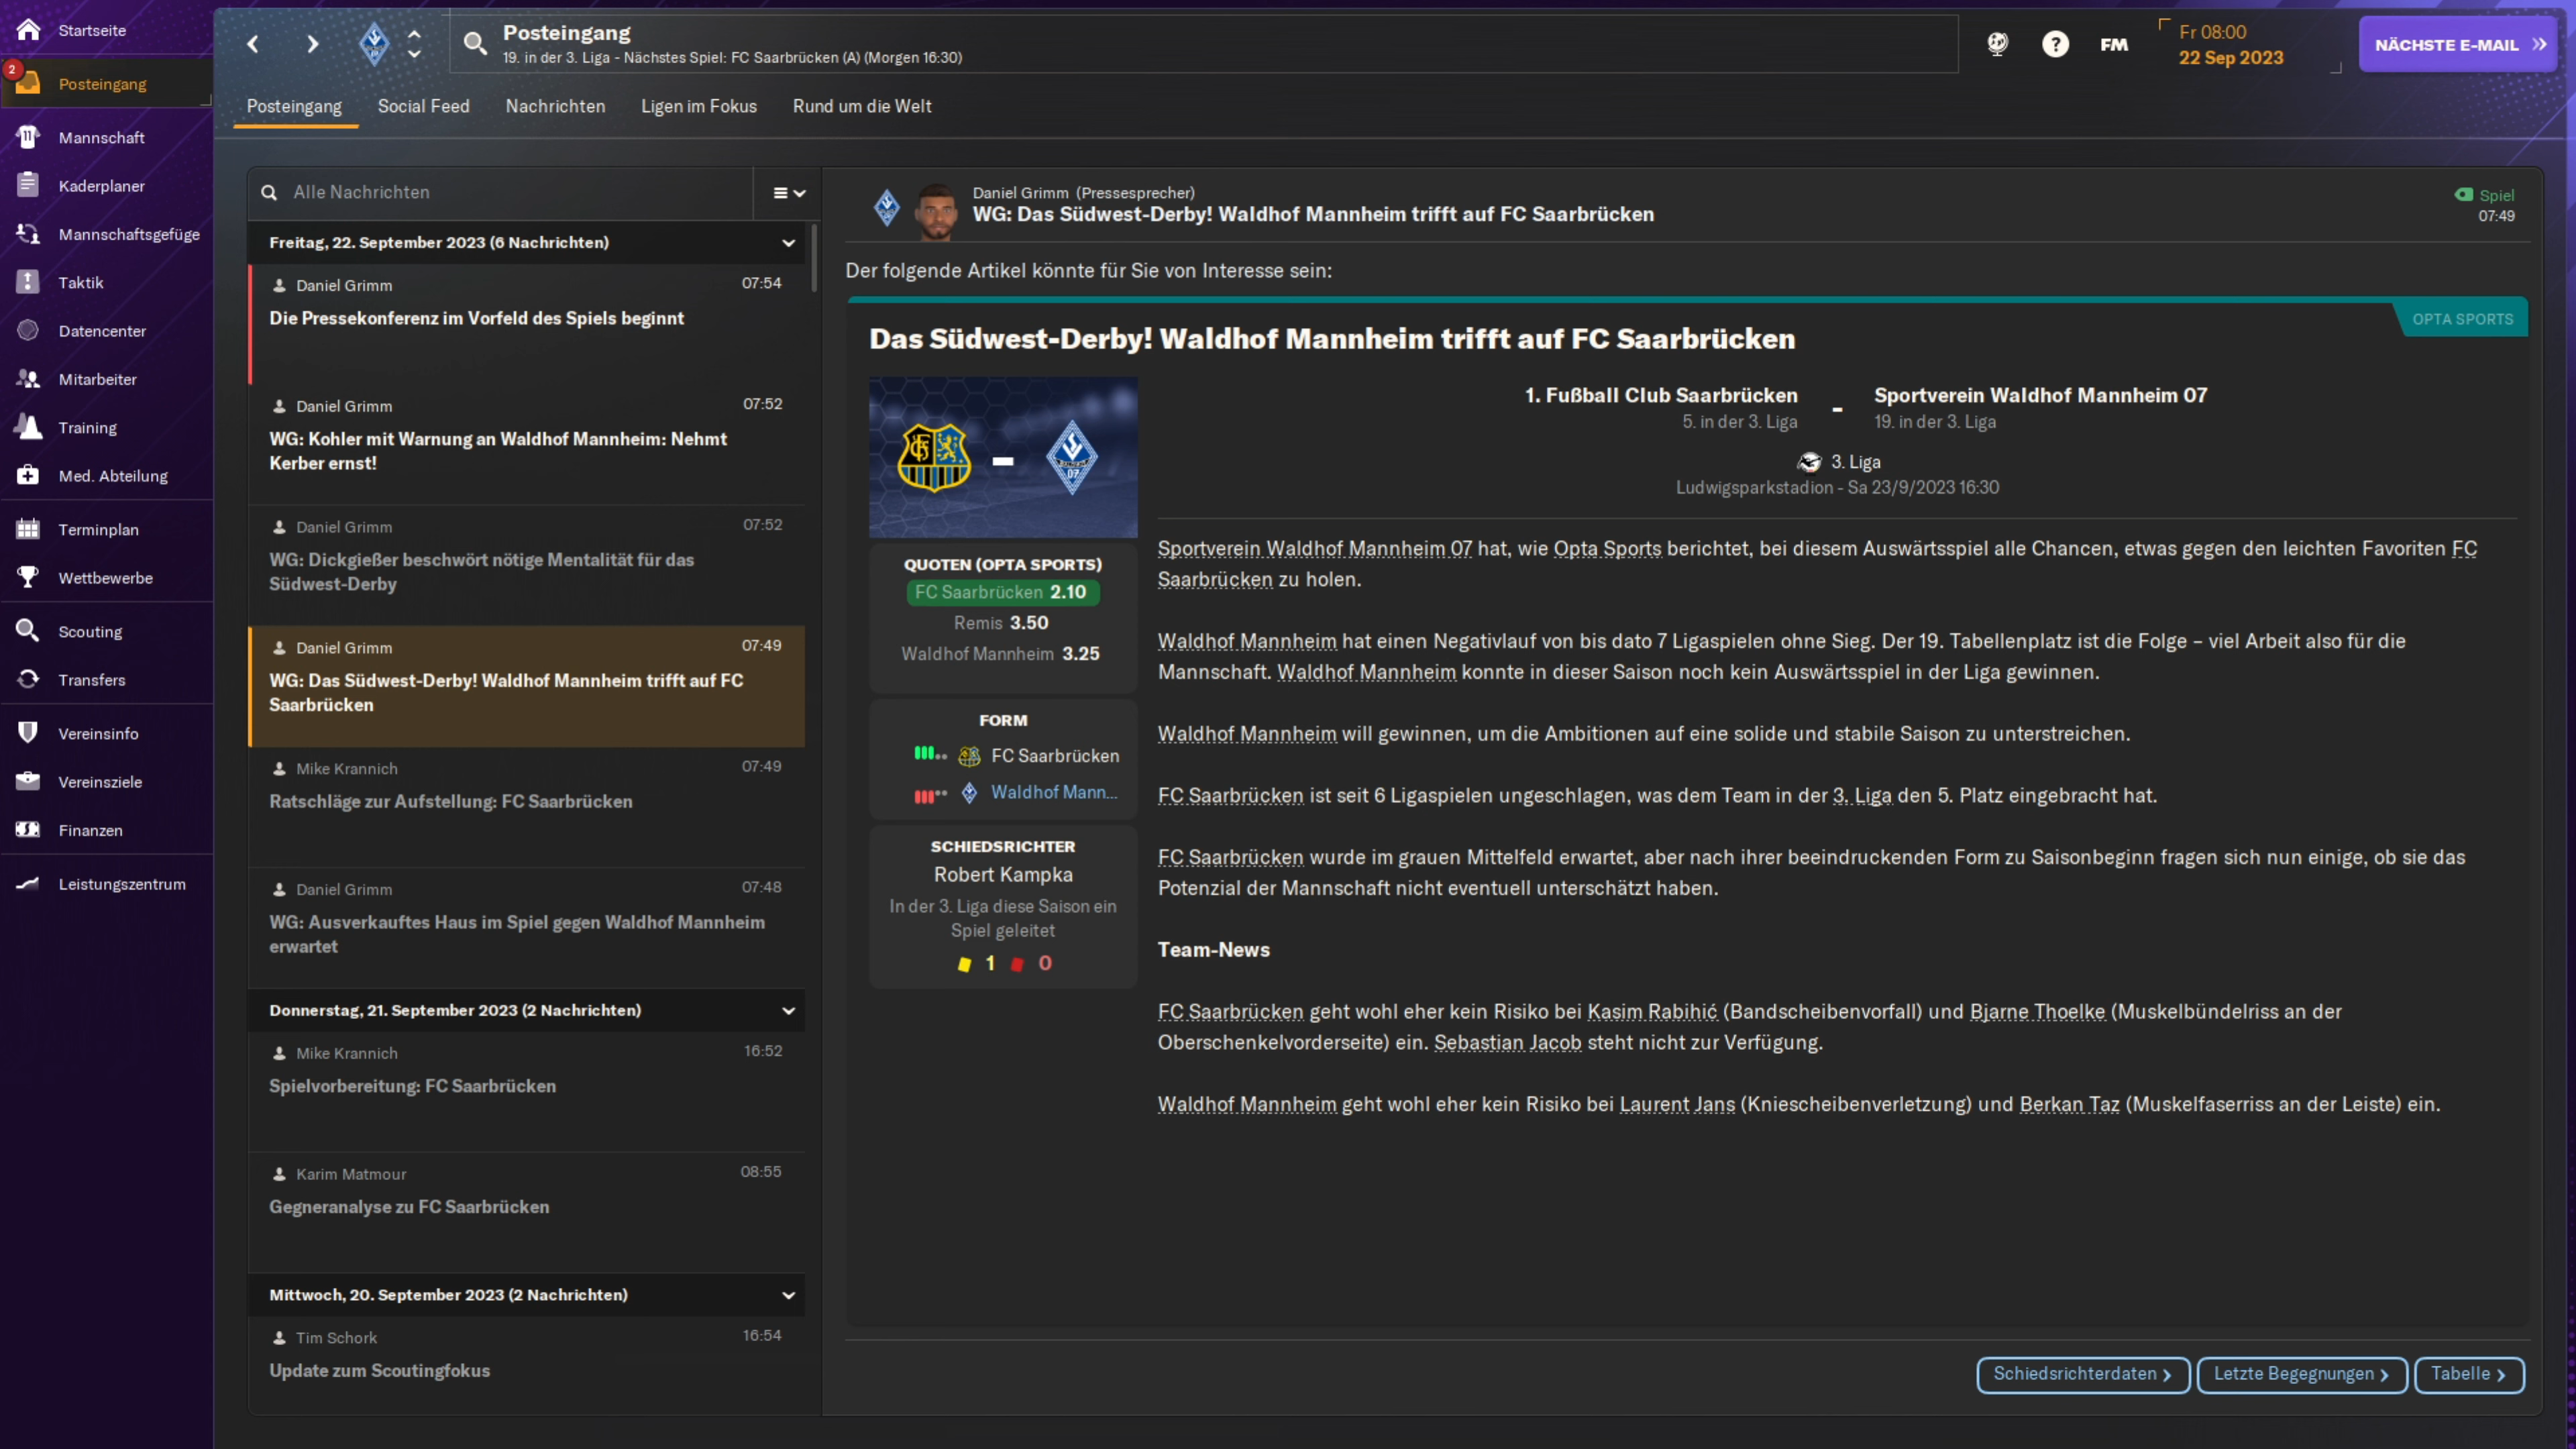 Startseite
2
Posteingang
Mannschaft
Kaderplaner
Mannschaftsgefüge
Taktik
Datencenter
Mitarbeiter
Training
Med. Abteilung
Terminplan
Wettbewerbe
Scouting
Transfers
Vereinsinfo
Vereinsziele
Finanzen
Leistungszentrum
Posteingang
19. in der 3. Liga - Nächstes Spiel: FC Saarbrücken (A) (Morgen 16:30)
?
FM
Fr 08:00
22 Sep 2023
NÄCHSTE E-MAIL
Posteingang Social Feed Nachrichten Ligen im Fokus Rund um die Welt
Alle Nachrichten
Freitag, 22. September 2023 (6 Nachrichten)
Daniel Grimm 07:54
Die Pressekonferenz im Vorfeld des Spiels beginnt
Daniel Grimm 07:52
WG: Kohler mit Warnung an Waldhof Mannheim: Nehmt
Kerber ernst!
Daniel Grimm 07:52
WG: Dickgießer beschwört nötige Mentalität für das
Südwest-Derby
Daniel Grimm 07:49
WG: Das Südwest-Derby! Waldhof Mannheim trifft auf FC
Saarbrücken
Mike Krannich 07:49
Ratschläge zur Aufstellung: FC Saarbrücken
Daniel Grimm 07:48
WG: Ausverkauftes Haus im Spiel gegen Waldhof Mannheim
erwartet
Donnerstag, 21. September 2023 (2 Nachrichten)
Mike Krannich 16:52
Spielvorbereitung: FC Saarbrücken
Karim Matmour 08:55
Gegneranalyse zu FC Saarbrücken
Mittwoch, 20. September 2023 (2 Nachrichten)
Tim Schork 16:54
Update zum Scoutingfokus
Daniel Grimm (Pressesprecher)
WG: Das Südwest-Derby! Waldhof Mannheim trifft auf FC Saarbrücken
Spiel
07:49
Der folgende Artikel könnte für Sie von Interesse sein:
OPTA SPORTS
Das Südwest-Derby! Waldhof Mannheim trifft auf FC Saarbrücken
07
QUOTEN (OPTA SPORTS)
FC Saarbrücken 2.10
Remis 3.50
Waldhof Mannheim 3.25
FORM
FC Saarbrücken
Waldhof Mann...
SCHIEDSRICHTER
Robert Kampka
In der 3. Liga diese Saison ein
Spiel geleitet
1 0
1. Fußball Club Saarbrücken - Sportverein Waldhof Mannheim 07
5. in der 3. Liga 19. in der 3. Liga
3. Liga
Ludwigsparkstadion - Sa 23/9/2023 16:30
Sportverein Waldhof Mannheim 07 hat, wie Opta Sports berichtet, bei diesem Auswärtsspiel alle Chancen, etwas gegen den leichten Favoriten FC
Saarbrücken zu holen.
Waldhof Mannheim hat einen Negativlauf von bis dato 7 Ligaspielen ohne Sieg. Der 19. Tabellenplatz ist die Folge – viel Arbeit also für die
Mannschaft. Waldhof Mannheim konnte in dieser Saison noch kein Auswärtsspiel in der Liga gewinnen.
Waldhof Mannheim will gewinnen, um die Ambitionen auf eine solide und stabile Saison zu unterstreichen.
FC Saarbrücken ist seit 6 Ligaspielen ungeschlagen, was dem Team in der 3. Liga den 5. Platz eingebracht hat.
FC Saarbrücken wurde im grauen Mittelfeld erwartet, aber nach ihrer beeindruckenden Form zu Saisonbeginn fragen sich nun einige, ob sie das
Potenzial der Mannschaft nicht eventuell unterschätzt haben.
Team-News
FC Saarbrücken geht wohl eher kein Risiko bei Kasim Rabihić (Bandscheibenvorfall) und Bjarne Thoelke (Muskelbündelriss an der
Oberschenkelvorderseite) ein. Sebastian Jacob steht nicht zur Verfügung.
Waldhof Mannheim geht wohl eher kein Risiko bei Laurent Jans (Kniescheibenverletzung) und Berkan Taz (Muskelfaserriss an der Leiste) ein.
Schiedsrichterdaten Letzte Begegnungen Tabelle